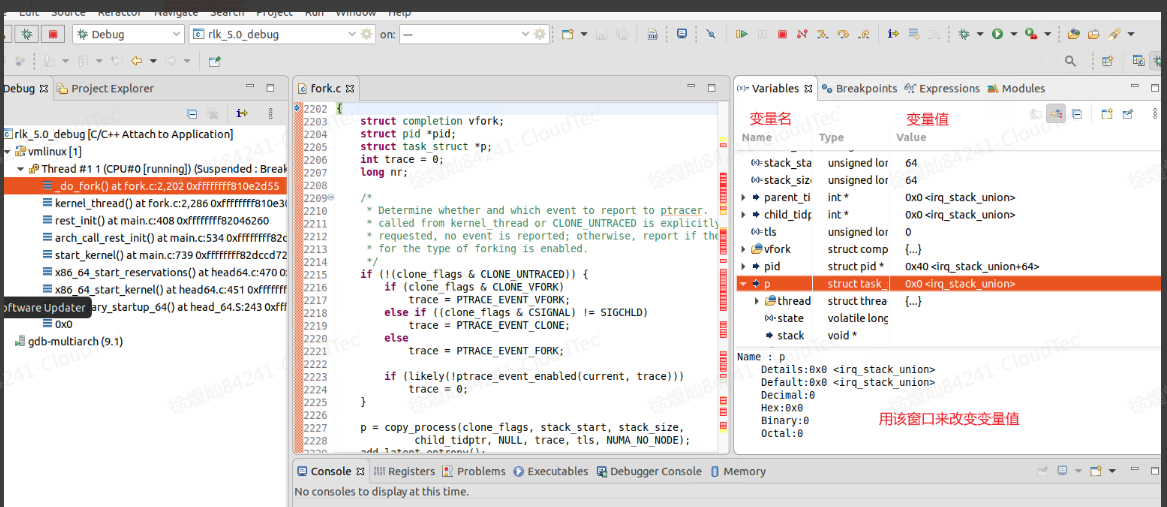 Edit Source Refactor Navigate Search Project Run Window Help
Debug
rlk_5.0_debug
on:
---
Debug
Project Explorer
rlk_5.0_debug [C/C++ Attach to Application]
vmlinux [1]
Thread #1 1 (CPU#0 [running]) (Suspended : Break
_do_fork() at fork.c:2,202 0xffffffff810e2d55
kernel_thread() at fork.c:2,286 0xffffffff810e30
rest_init() at main.c:408 0xffffffff82046260
arch_call_rest_init() at main.c:534 0xffffffff82d
start_kernel() at main.c:739 0xffffffff82dccd72
x86_64_start_reservations() at head64.c:470 0x
x86_64_start_kernel() at head64.c:451 0xffffffff
ary_startup_64() at head_64.S:243 0xffff
oftware Updater
0x0
gdb-multiarch (9.1)
fork.c
2202 {
2203 struct completion vfork;
2204 struct pid *pid;
2205 struct task_struct *p;
2206 int trace = 0;
2207 long nr;
2208
2209 /*
2210 * Determine whether and which event to report to ptracer.
2211 * called from kernel_thread or CLONE_UNTRACED is explicitly
2212 * requested, no event is reported; otherwise, report if the
2213 * for the type of forking is enabled.
2214 */
2215 if (!(clone_flags & CLONE_UNTRACED)) {
2216 if (clone_flags & CLONE_VFORK)
2217 trace = PTRACE_EVENT_VFORK;
2218 else if ((clone_flags & CSIGNAL) != SIGCHLD)
2219 trace = PTRACE_EVENT_CLONE;
2220 else
2221 trace = PTRACE_EVENT_FORK;
2222
2223 if (likely(!ptrace_event_enabled(current, trace)))
2224 trace = 0;
2225 }
2226
2227 p = copy_process(clone_flags, stack_start, stack_size,
2228 child_tidptr, NULL, trace, tls, NUMA_NO_NODE);
2229 add_latent_entropy();
Variables
Breakpoints
Expressions
Modules
变量名 变量值
Name Type Value
stack_sta unsigned lor 64
stack_size unsigned lor 64
parent_ti int * 0x0 <irq_stack_union>
child_tidp int * 0x0 <irq_stack_union>
tls unsigned lor 0
vfork struct comp {...}
pid struct pid * 0x40 <irq_stack_union+64>
p struct task_ 0x0 <irq_stack_union>
thread struct threa {...}
state volatile long
stack void *
Name : p
Details:0x0 <irq_stack_union>
Default:0x0 <irq_stack_union>
Decimal:0
Hex:0x0
Binary:0
Octal:0
用该窗口来改变变量值
Console
Registers
Problems
Executables
Debugger Console
Memory
No consoles to display at this time.
徐煌灿84241-CloudTec